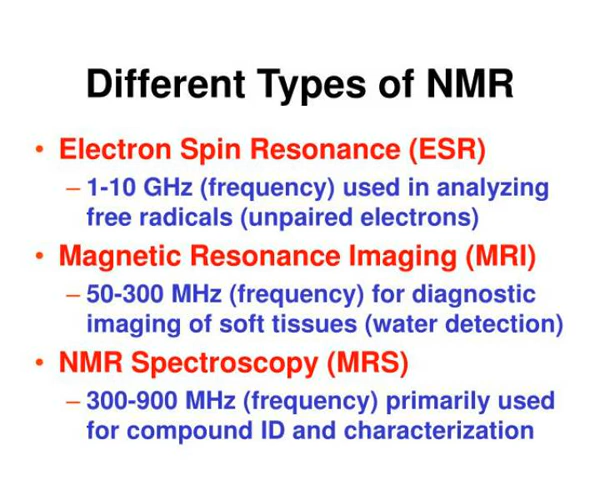 Different Types of NMR
• Electron Spin Resonance (ESR)
– 1-10 GHz (frequency) used in analyzing
free radicals (unpaired electrons)
• Magnetic Resonance Imaging (MRI)
– 50-300 MHz (frequency) for diagnostic
imaging of soft tissues (water detection)
• NMR Spectroscopy (MRS)
– 300-900 MHz (frequency) primarily used
for compound ID and characterization